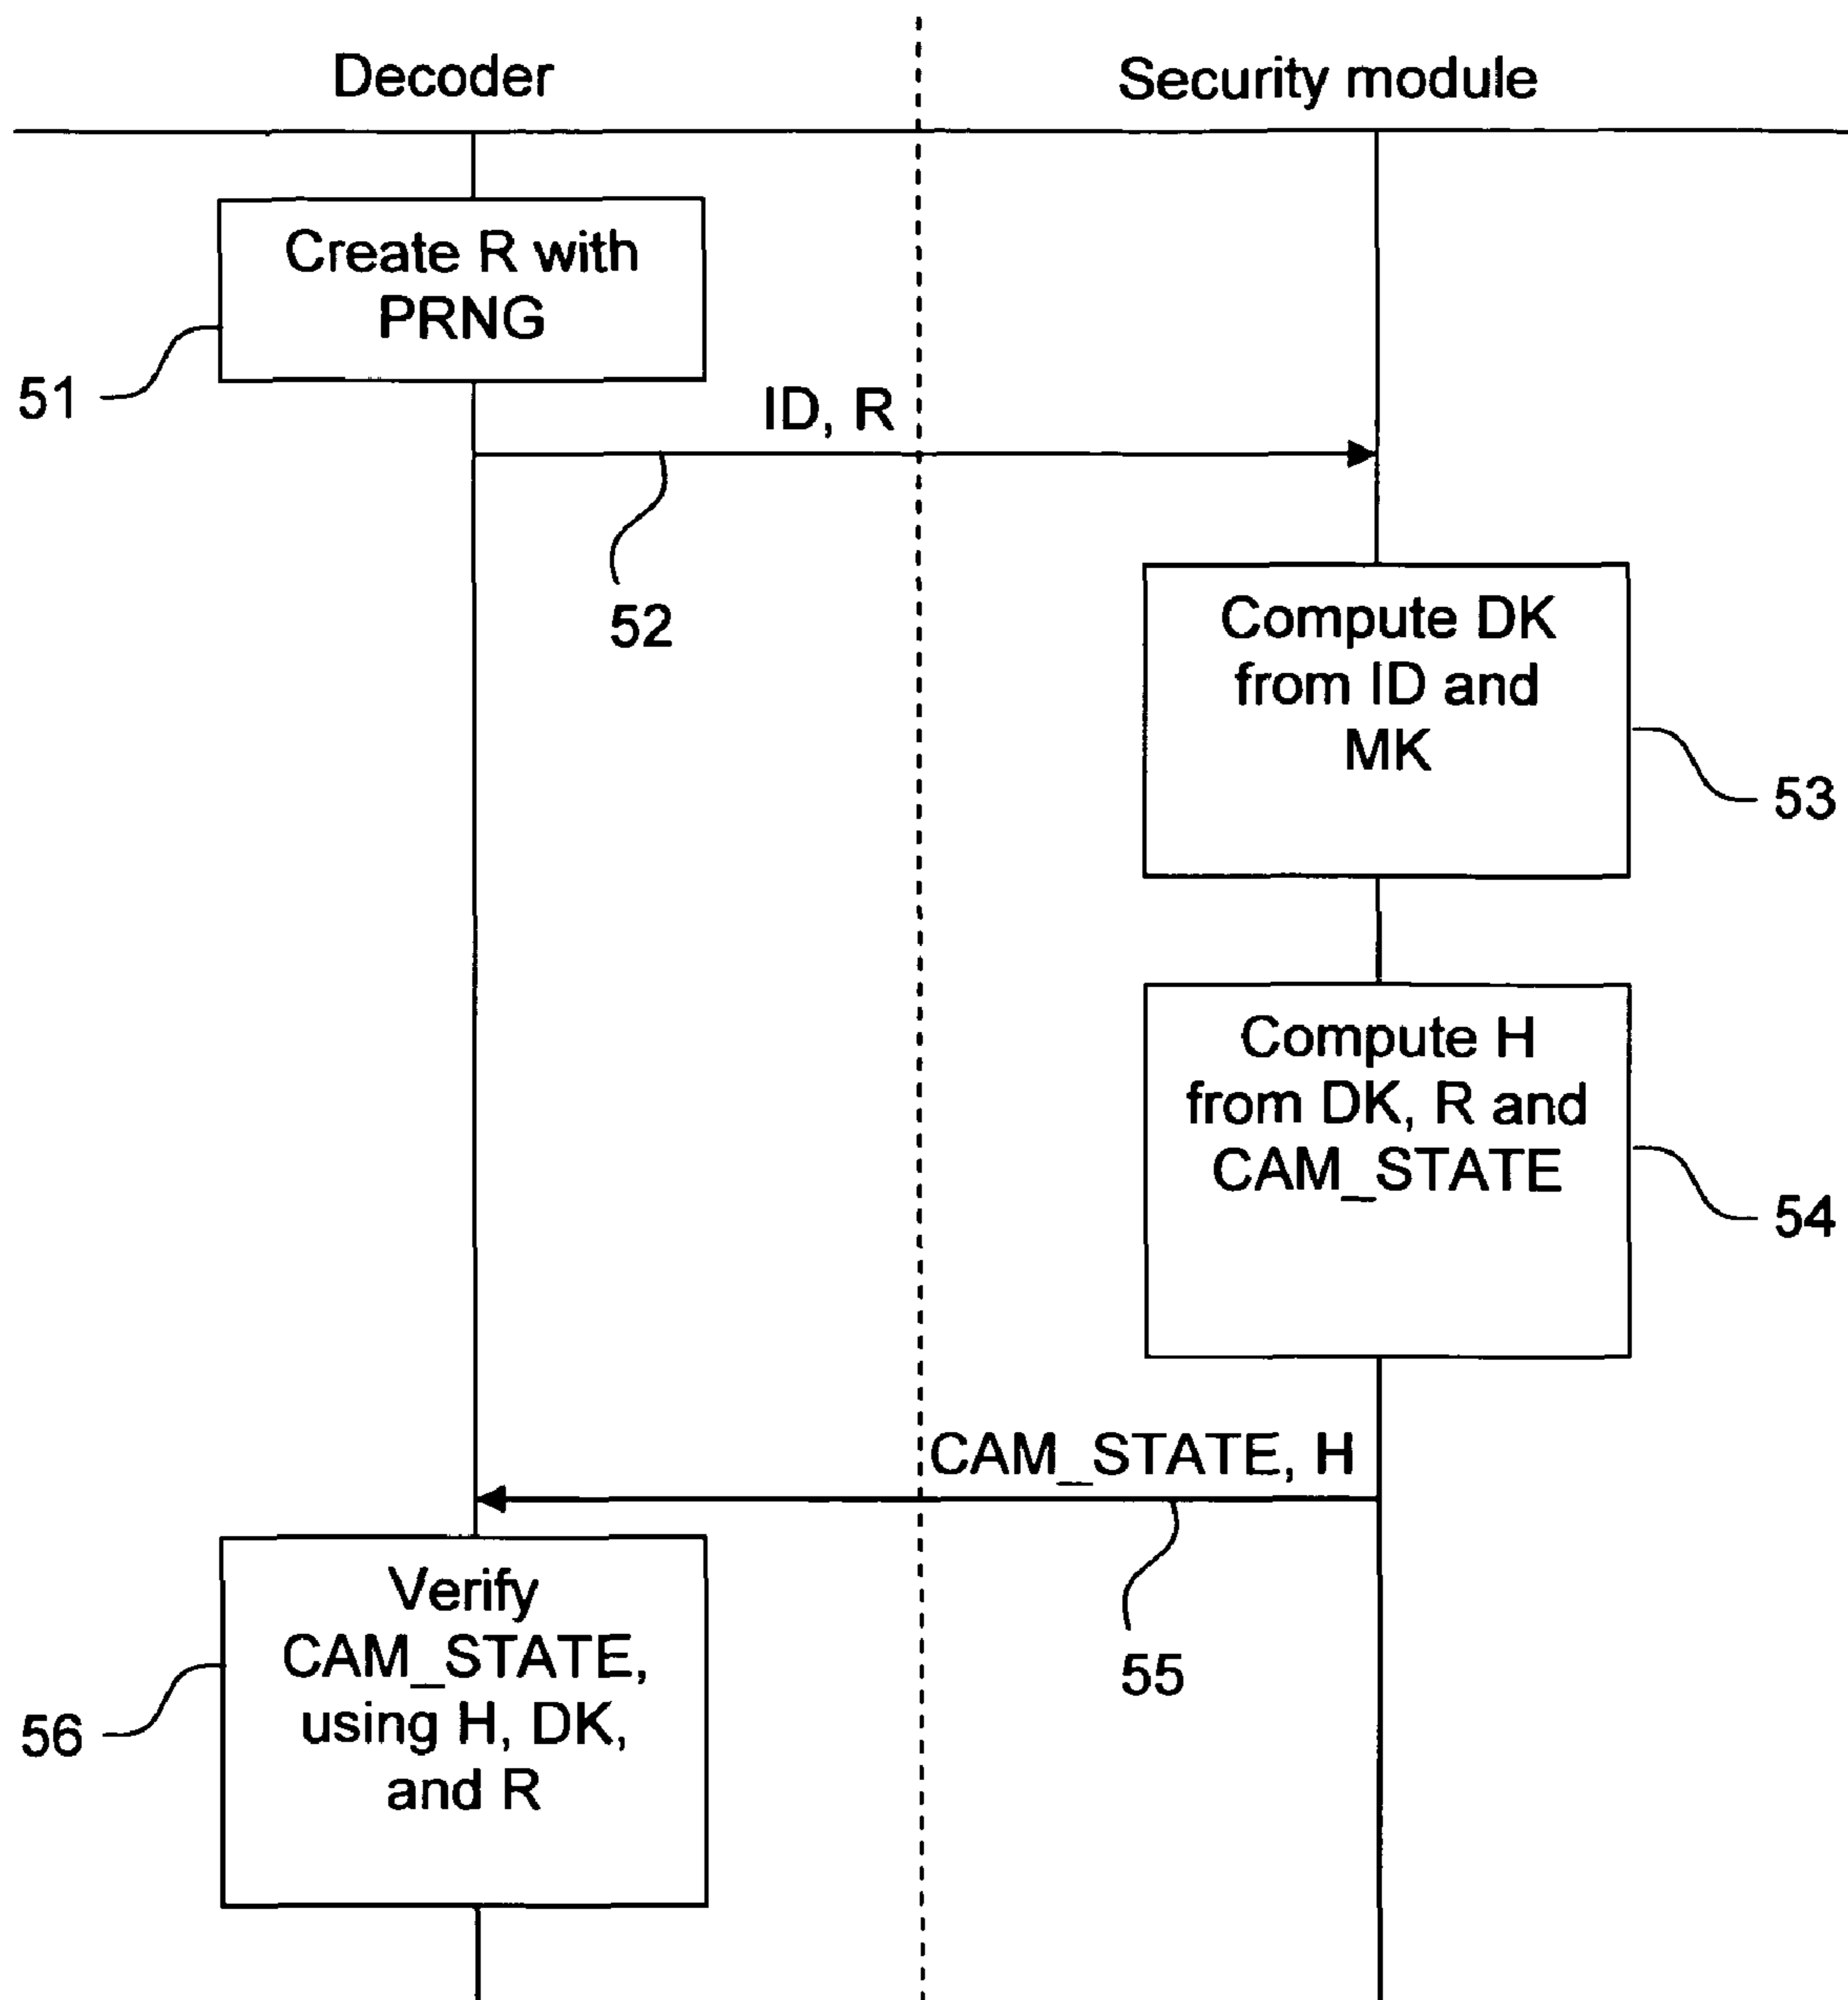 Decoder
Security module
Create R with
PRNG
51
ID, R
52
Compute DK
from ID and
MK
53
Compute H
from DK, R and
CAM_STATE
54
CAM_STATE, H
55
Verify
CAM_STATE,
using H, DK,
and R
56